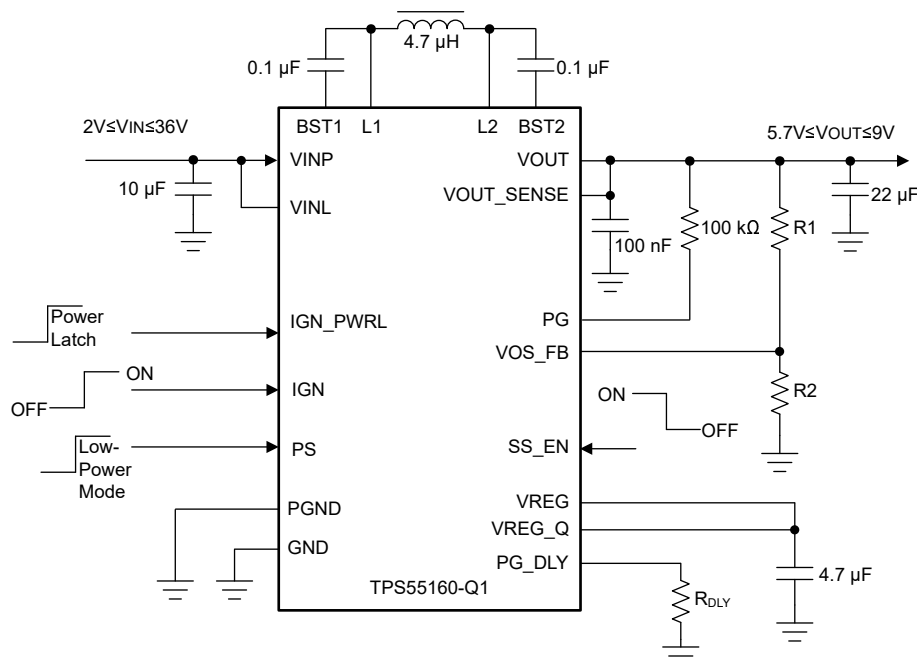 4.7 µH
0.1 µF
0.1 µF
BST1
L1
L2
BST2
2V≤VIN≤36V
5.7V≤VOUT≤9V
VINP
VOUT
10 µF
VINL
VOUT_SENSE
22 µF
100 nF
100 kΩ
R1
Power
Latch
IGN_PWRL
PG
VOS_FB
OFF
ON
IGN
ON
OFF
R2
Low-
Power
Mode
PS
SS_EN
PGND
VREG
VREG_Q
GND
PG_DLY
4.7 µF
TPS55160-Q1
RDLY